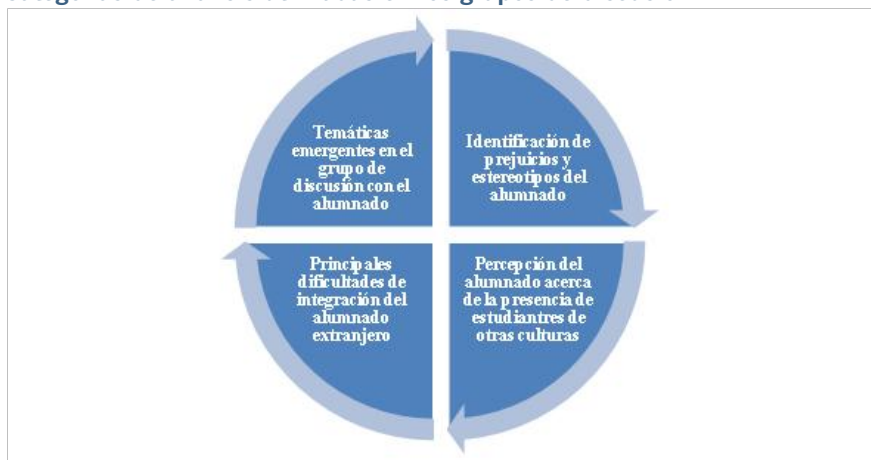 Temáticas
emergentes en el
grupo de
discusión con el
alumnado
Identificación de
prejuicios y
estereotipos del
alumnado
Principales
dificultades de
integración del
alumnado
extranjero
Percepción del
alumnado acerca
de la presencia de
estudiantres de
otras culturas